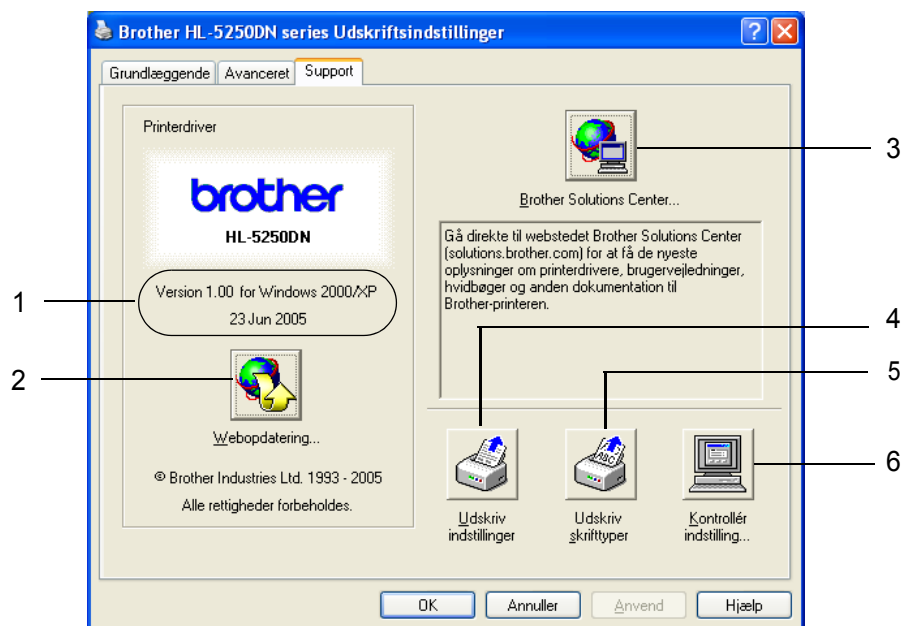 Brother HL-5250DN series Udskriftsindstillinger
Grundlæggende Avanceret Support
Printerdriver
brother
HL-5250DN
1
Version 1.00 for Windows 2000/XP
23 Jun 2005
2
Webopdatering...
© Brother Industries Ltd. 1993 - 2005
Alle rettigheder forbeholdes.
3
Brother Solutions Center...
Gå direkte til webstedet Brother Solutions Center
(solutions.brother.com) for at få de nyeste
oplysninger om printerdrivere, brugervejledninger,
hvidbøger og anden dokumentation til
Brother-printeren.
4
5
6
Udskriv
indstillinger
Udskriv
skrifttyper
Kontrollér
indstilling...
OK Annuller Anvend Hjælp